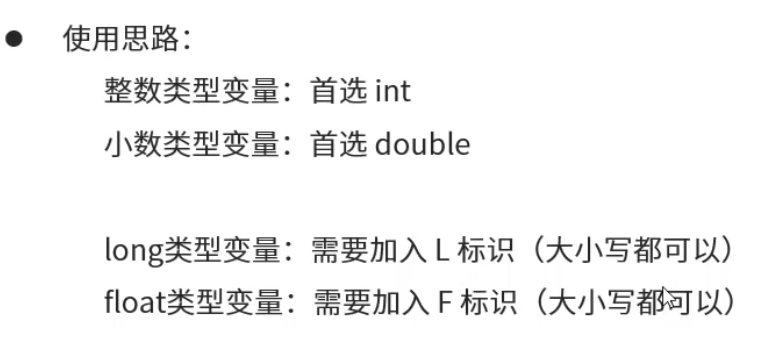 ● 使用思路：
整数类型变量：首选 int
小数类型变量：首选 double
long类型变量：需要加入 L 标识（大小写都可以）
float类型变量：需要加入 F 标识（大小写都可以）